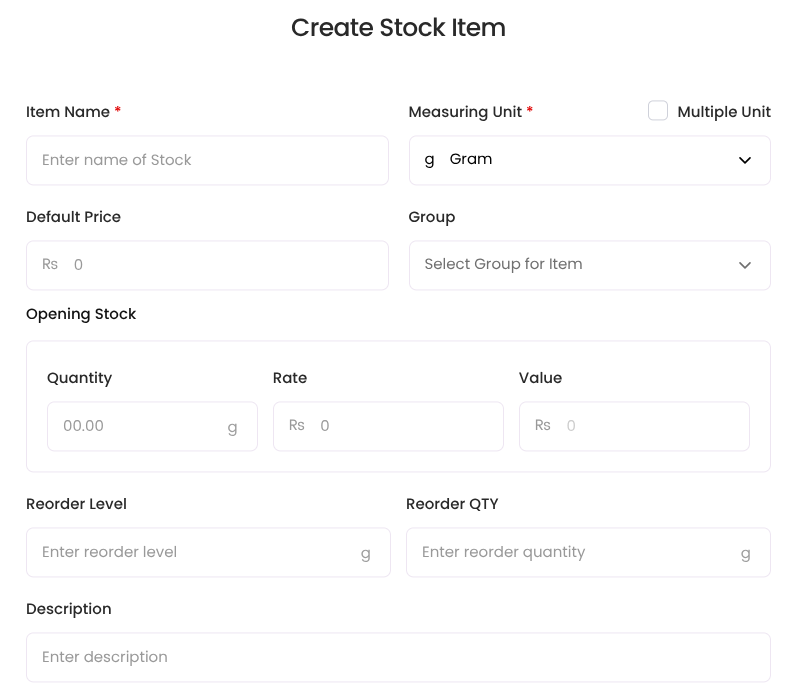 Create Stock Item
Item Name *
Measuring Unit *
Multiple Unit
Enter name of Stock
g Gram
Default Price
Group
Rs 0
Select Group for Item
Opening Stock
Quantity
Rate
Value
00.00 g
Rs 0
Rs 0
Reorder Level
Reorder QTY
Enter reorder level g
Enter reorder quantity g
Description
Enter description